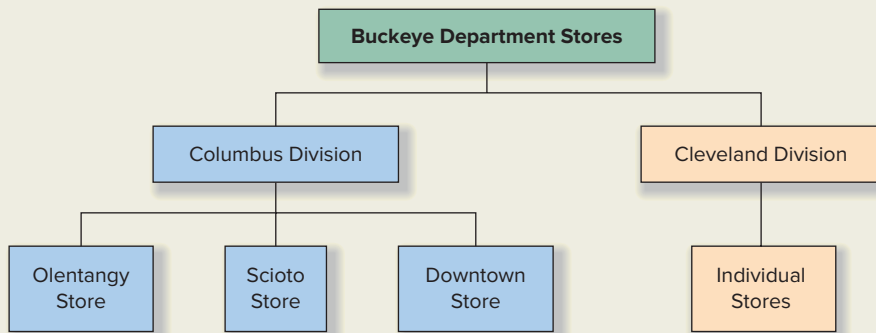 Buckeye Department Stores
Columbus Division
Cleveland Division
Olentangy
Store
Scioto
Store
Downtown
Store
Individual
Stores